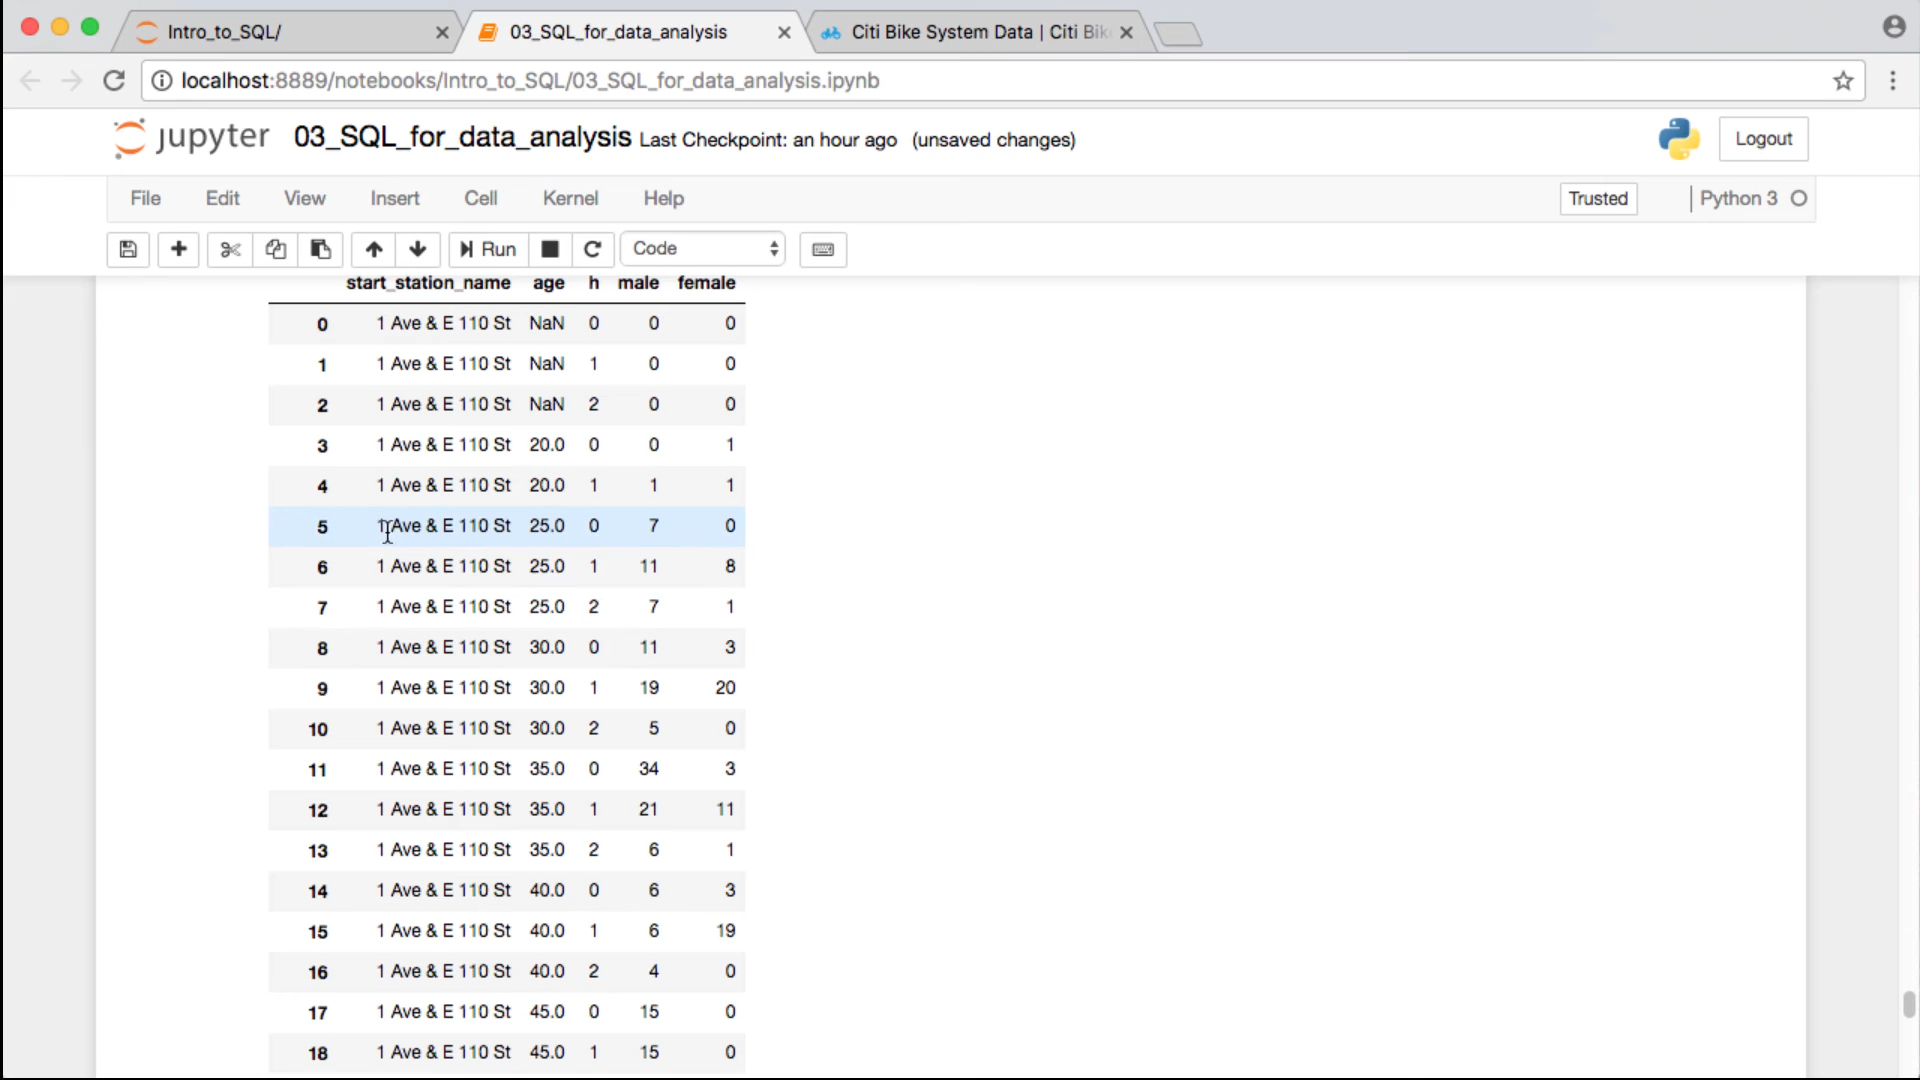 Intro_to_SQL/ 03_SQL_for_data_analysis Citi Bike System Data | Citi Bik
localhost:8889/notebooks/Intro_to_SQL/03_SQL_for_data_analysis.ipynb
jupyter 03_SQL_for_data_analysis Last Checkpoint: an hour ago (unsaved changes) Logout
File Edit View Insert Cell Kernel Help Trusted Python 3
Run Code
start_station_name age h male female
0 1 Ave & E 110 St NaN 0 0 0
1 1 Ave & E 110 St NaN 1 0 0
2 1 Ave & E 110 St NaN 2 0 0
3 1 Ave & E 110 St 20.0 0 0 1
4 1 Ave & E 110 St 20.0 1 1 1
5 1 Ave & E 110 St 25.0 0 7 0
6 1 Ave & E 110 St 25.0 1 11 8
7 1 Ave & E 110 St 25.0 2 7 1
8 1 Ave & E 110 St 30.0 0 11 3
9 1 Ave & E 110 St 30.0 1 19 20
10 1 Ave & E 110 St 30.0 2 5 0
11 1 Ave & E 110 St 35.0 0 34 3
12 1 Ave & E 110 St 35.0 1 21 11
13 1 Ave & E 110 St 35.0 2 6 1
14 1 Ave & E 110 St 40.0 0 6 3
15 1 Ave & E 110 St 40.0 1 6 19
16 1 Ave & E 110 St 40.0 2 4 0
17 1 Ave & E 110 St 45.0 0 15 0
18 1 Ave & E 110 St 45.0 1 15 0